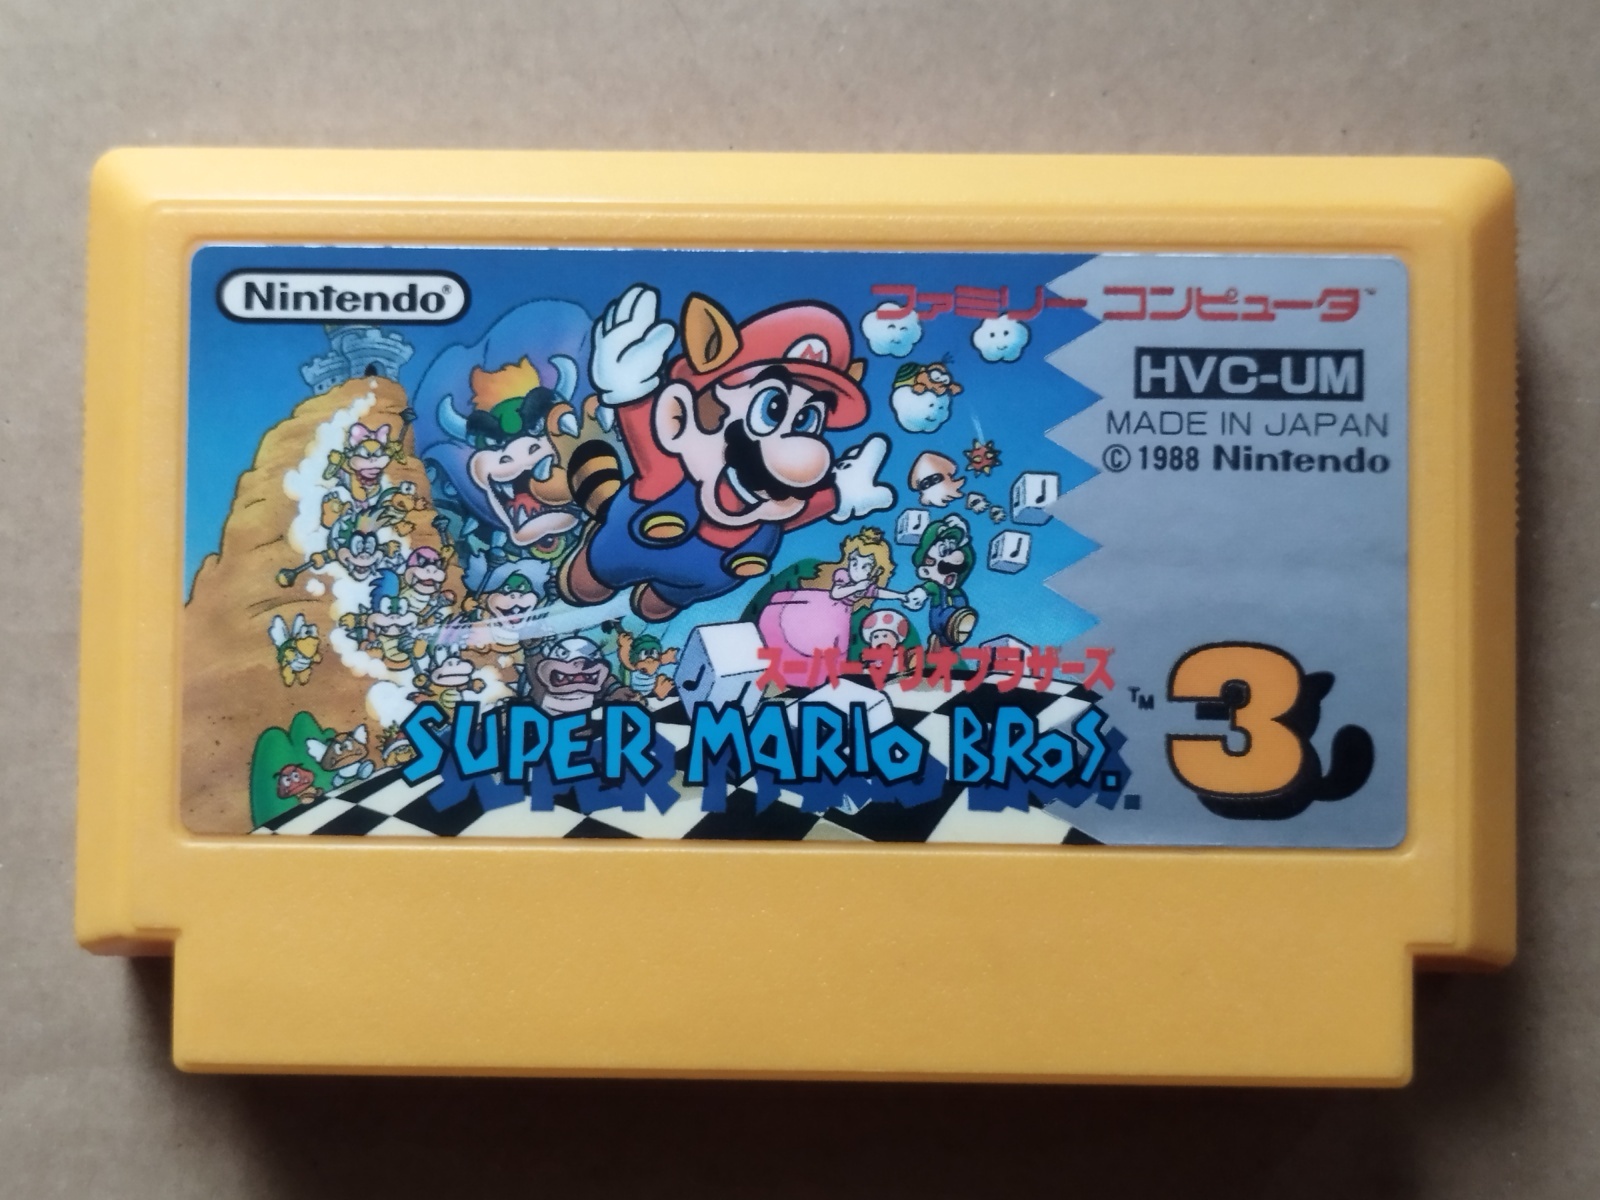 Nintendo®
ファミリー コンピュータ™
HVC-UM
MADE IN JAPAN
© 1988 Nintendo
スーパーマリオブラザーズ
SUPER MARIO BROS.™ 3